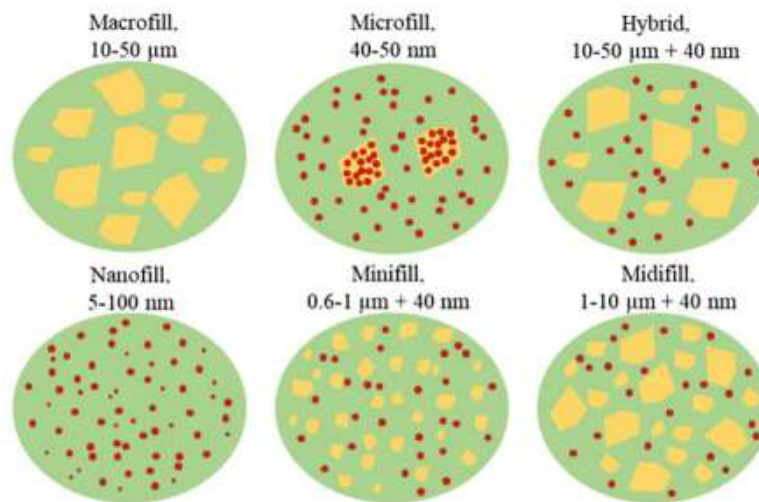 Macrofill,
10-50 µm
Microfill,
40-50 nm
Hybrid,
10-50 µm + 40 nm
Nanofill,
5-100 nm
Minifill,
0.6-1 µm + 40 nm
Midifill,
1-10 µm + 40 nm